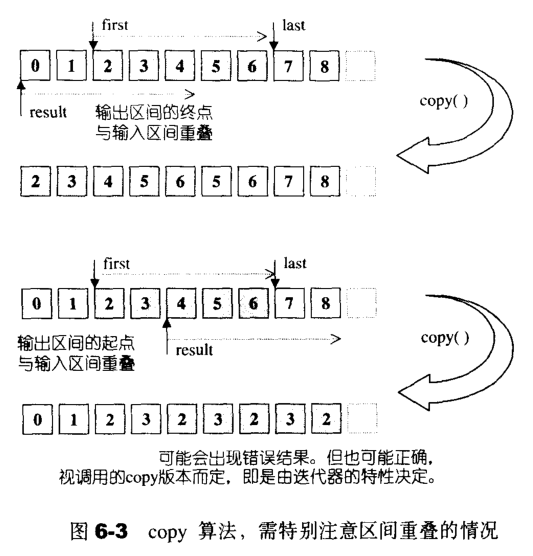 first
last
0 1 2 3 4 5 6 7 8
result
输出区间的终点
与输入区间重叠
copy( )
2 3 4 5 6 5 6 7 8
first
last
0 1 2 3 4 5 6 7 8
输出区间的起点
与输入区间重叠
result
copy( )
0 1 2 3 2 3 2 3 2
可能会出现错误结果。但也可能正确，
视调用的copy版本而定，即是由迭代器的特性决定。
图 6-3 copy 算法，需特别注意区间重叠的情况